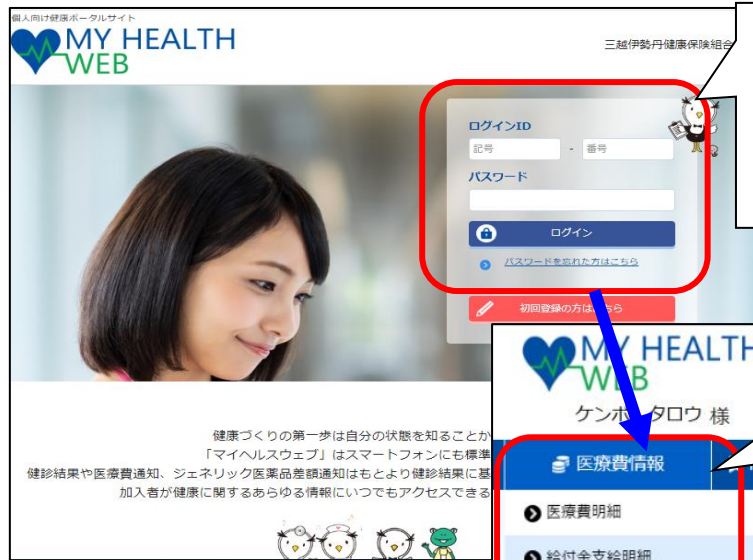 個人向け健康ポータルサイト
MY HEALTH
WEB
三越伊勢丹健康保険組合
ログインID
記号 - 番号
パスワード
ログイン
パスワードを忘れた方はこちら
初回登録の方は ら
MY HEALTH
WEB
ケンポ タロウ 様
医療費情報
医療費明細
給付金支給明細
健康づくりの第一歩は自分の状態を知ることか
「マイヘルスウェブ」はスマートフォンにも標準
健診結果や医療費通知、ジェネリック医薬品差額通知はもとより健診結果に基
加入者が健康に関するあらゆる情報にいつでもアクセスできる